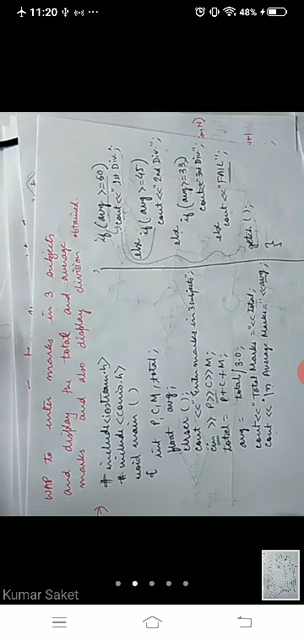 11:20
48%
WAP to enter marks in 3 subjects
and display the total and average
marks and also display division obtained.
# include <iostream.h>
# include <conio.h>
void main ()
{ int P, C, M, total;
float avg;
clrscr ();
cout << "Enter marks in 3 subjects";
cin >> P >> C >> M;
total = P + C + M;
avg = total / 3.0;
cout << "Total Marks =" << total;
cout << "\n Average Marks =" << avg;
if (avg >= 60)
cout << "1st Div";
else if (avg >= 45)
cout << "2nd Div";
else if (avg >= 33)
cout << "3rd Div";
else
cout << "FAIL";
getch ();
}
Kumar Saket